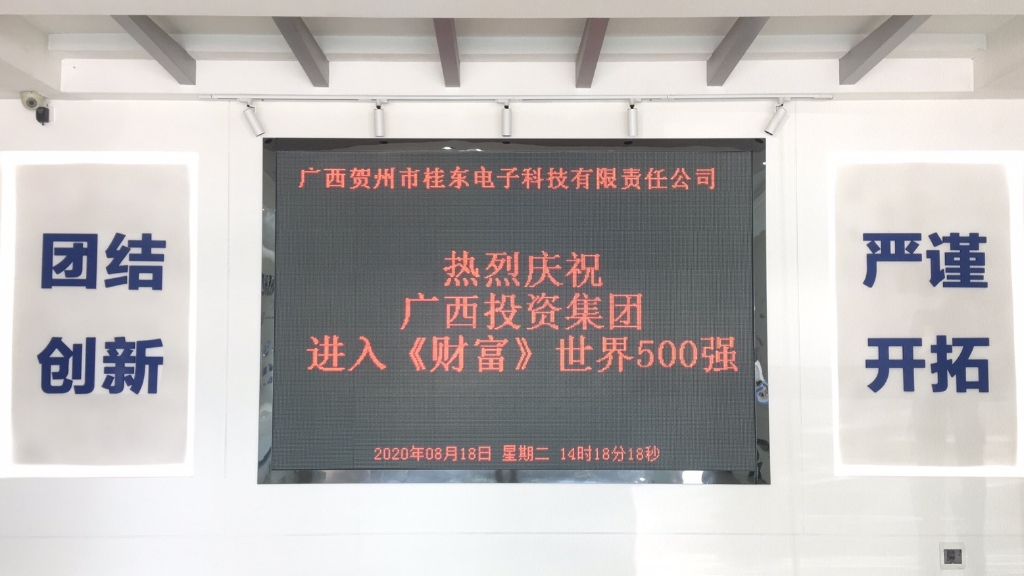 广西贺州市桂东电子科技有限责任公司
团结
创新
热烈庆祝
广西投资集团
进入《财富》世界500强
2020年08月18日 星期二 14时18分18秒
严谨
开拓